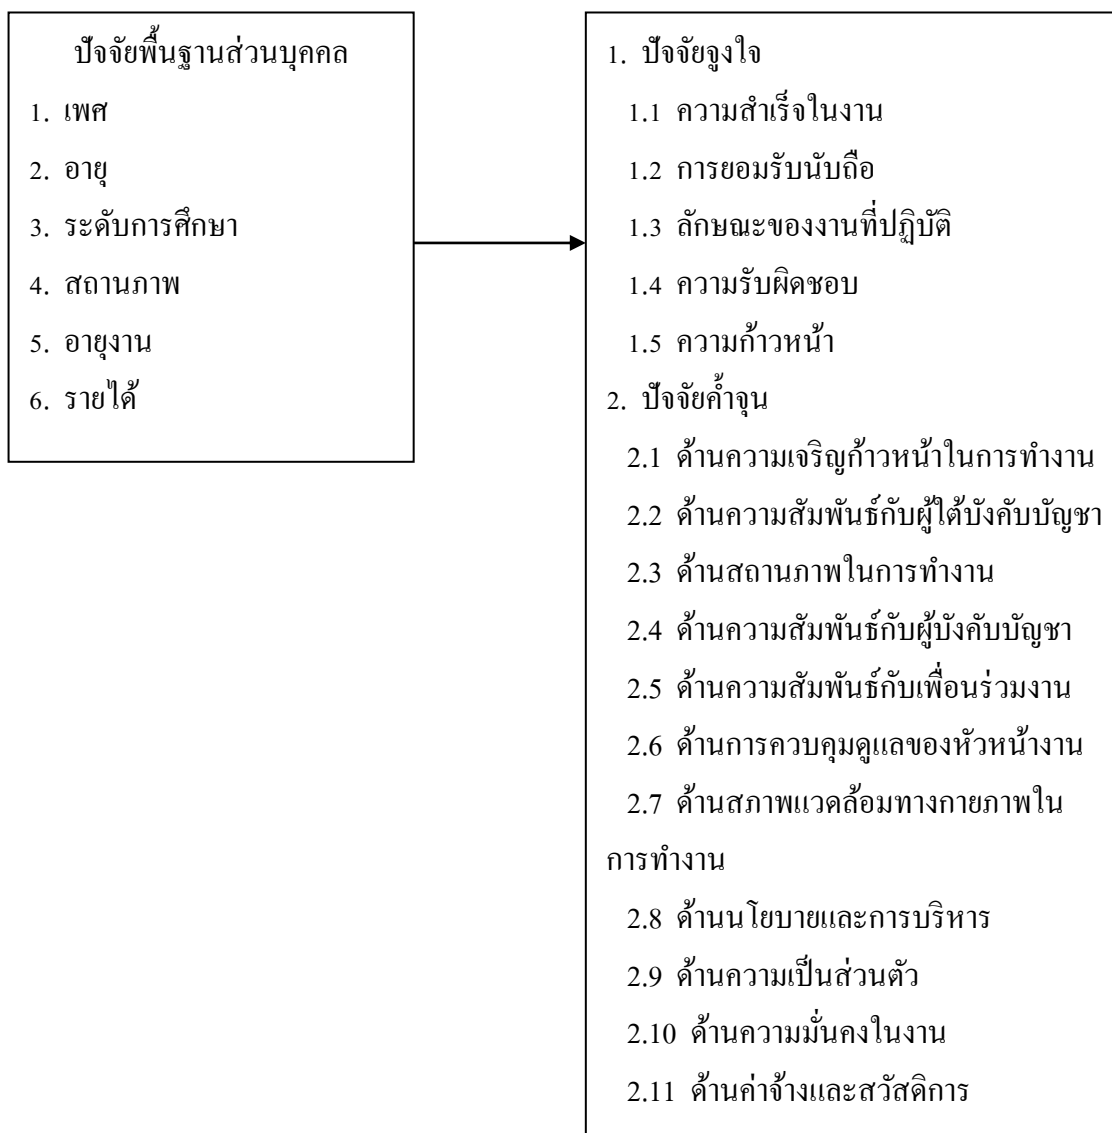 ปัจจัยพื้นฐานส่วนบุคคล
1. เพศ
2. อายุ
3. ระดับการศึกษา
4. สถานภาพ
5. อายุงาน
6. รายได้
1. ปัจจัยจูงใจ
1.1 ความสำเร็จในงาน
1.2 การยอมรับนับถือ
1.3 ลักษณะของงานที่ปฏิบัติ
1.4 ความรับผิดชอบ
1.5 ความก้าวหน้า
2. ปัจจัยค้ำจุน
2.1 ด้านความเจริญก้าวหน้าในการทำงาน
2.2 ด้านความสัมพันธ์กับผู้ใต้บังคับบัญชา
2.3 ด้านสถานภาพในการทำงาน
2.4 ด้านความสัมพันธ์กับผู้บังคับบัญชา
2.5 ด้านความสัมพันธ์กับเพื่อนร่วมงาน
2.6 ด้านการควบคุมดูแลของหัวหน้างาน
2.7 ด้านสภาพแวดล้อมทางกายภาพใน
การทำงาน
2.8 ด้านนโยบายและการบริหาร
2.9 ด้านความเป็นส่วนตัว
2.10 ด้านความมั่นคงในงาน
2.11 ด้านค่าจ้างและสวัสดิการ